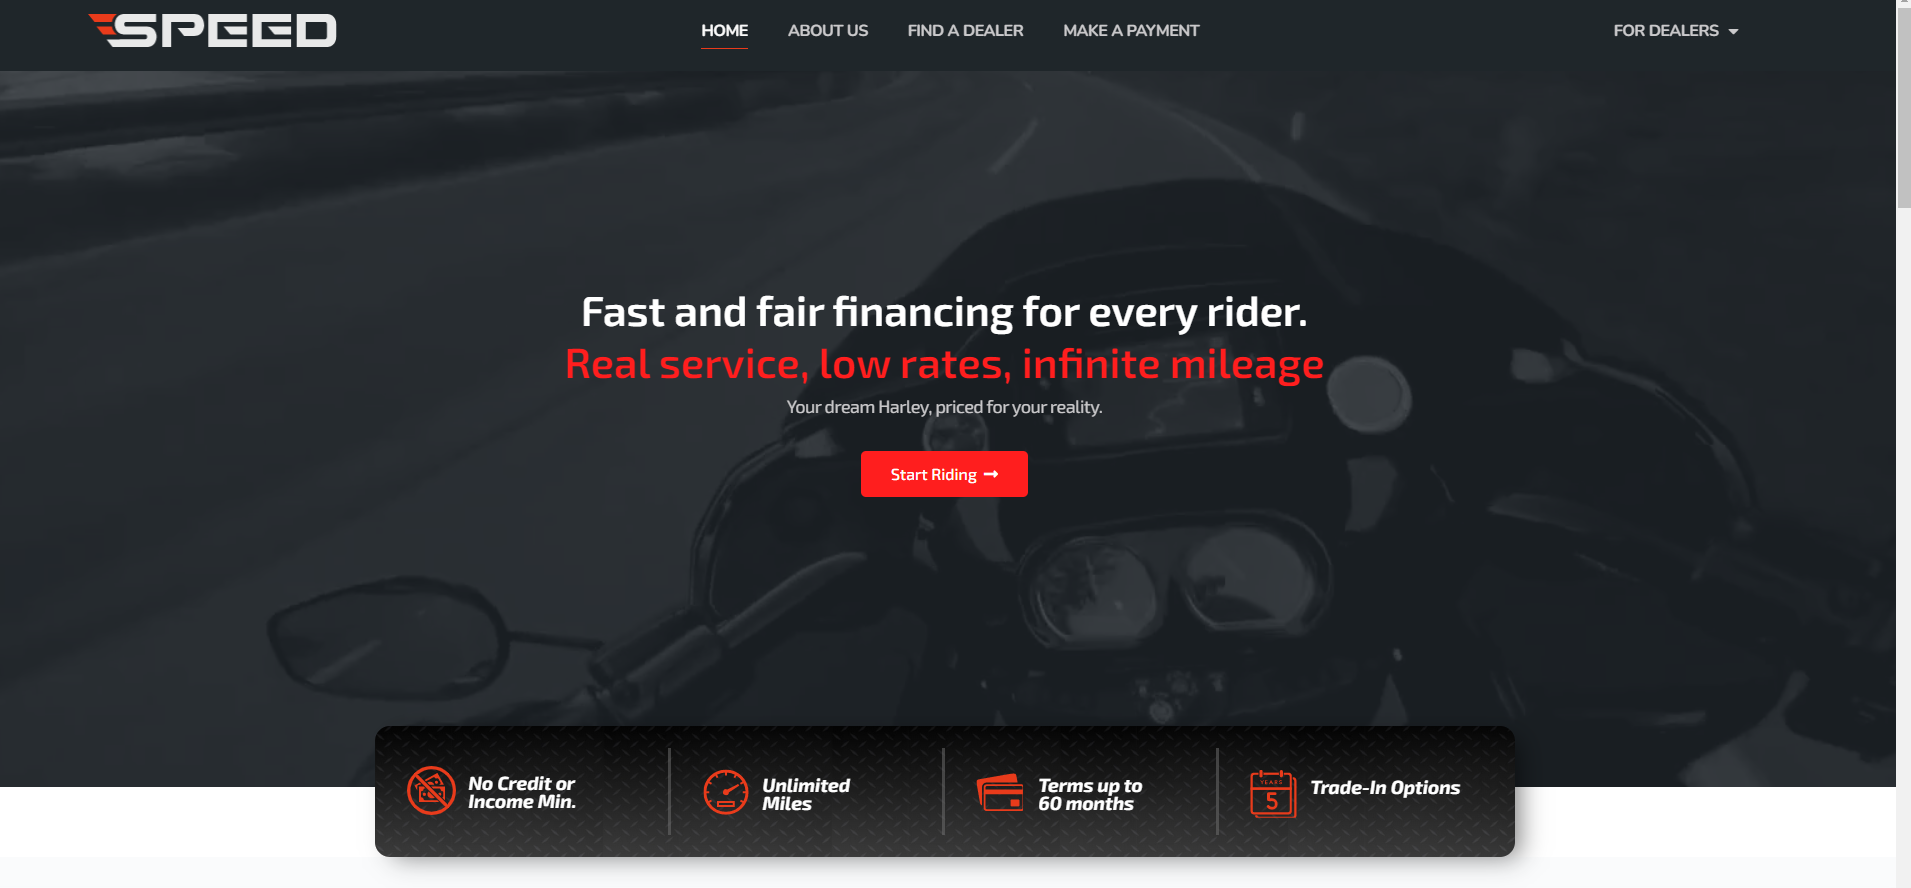 SPEED
HOME
ABOUT US
FIND A DEALER
MAKE A PAYMENT
FOR DEALERS
Fast and fair financing for every rider.
Real service, low rates, infinite mileage
Your dream Harley, priced for your reality.
Start Riding
No Credit or
Income Min.
Unlimited
Miles
Terms up to
60 months
YEARS
5
Trade-In Options